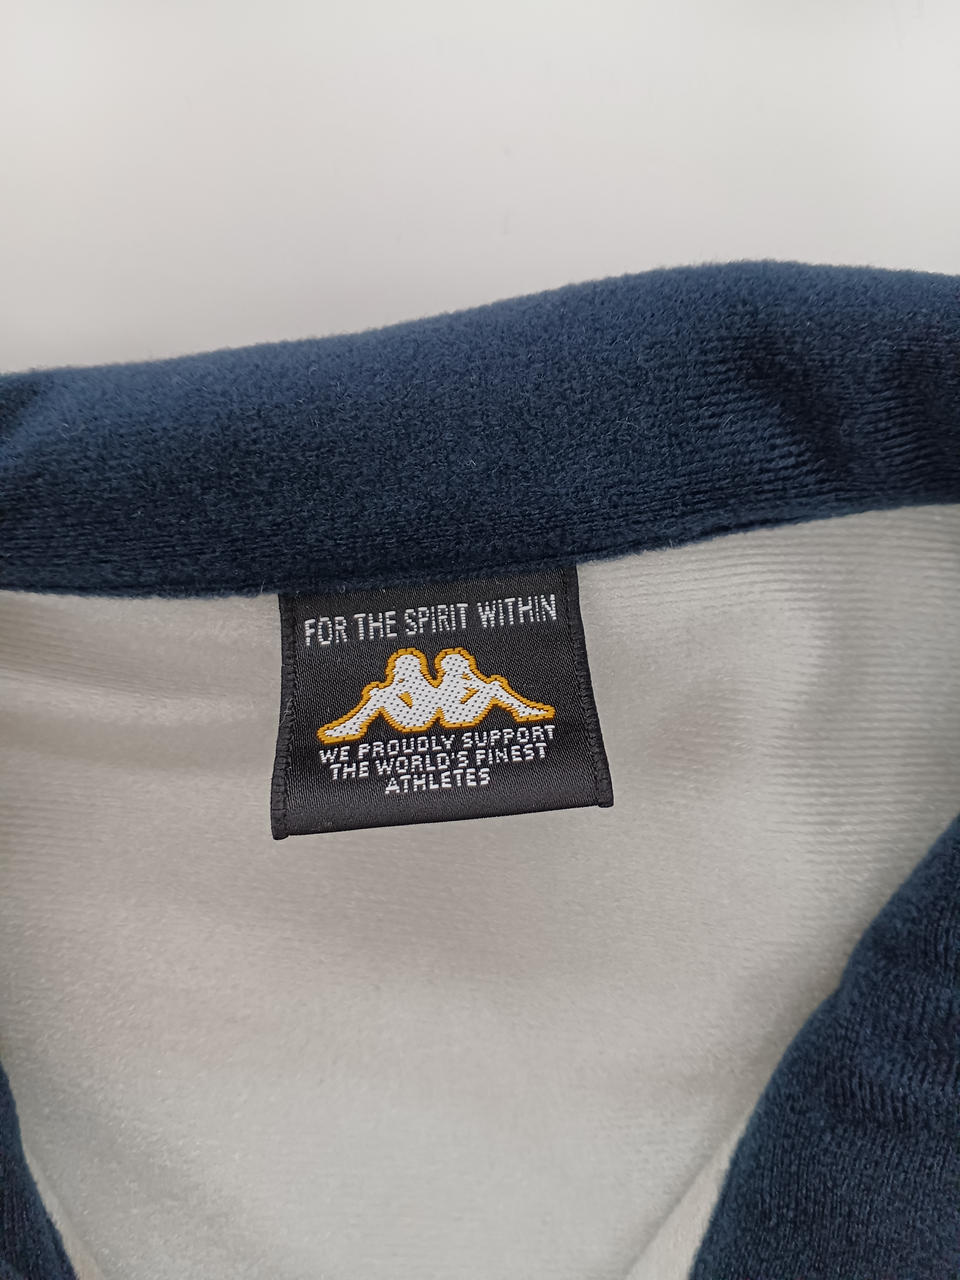 FOR THE SPIRIT WITHIN
WE PROUDLY SUPPORT
THE WORLD'S FINEST
ATHLETES